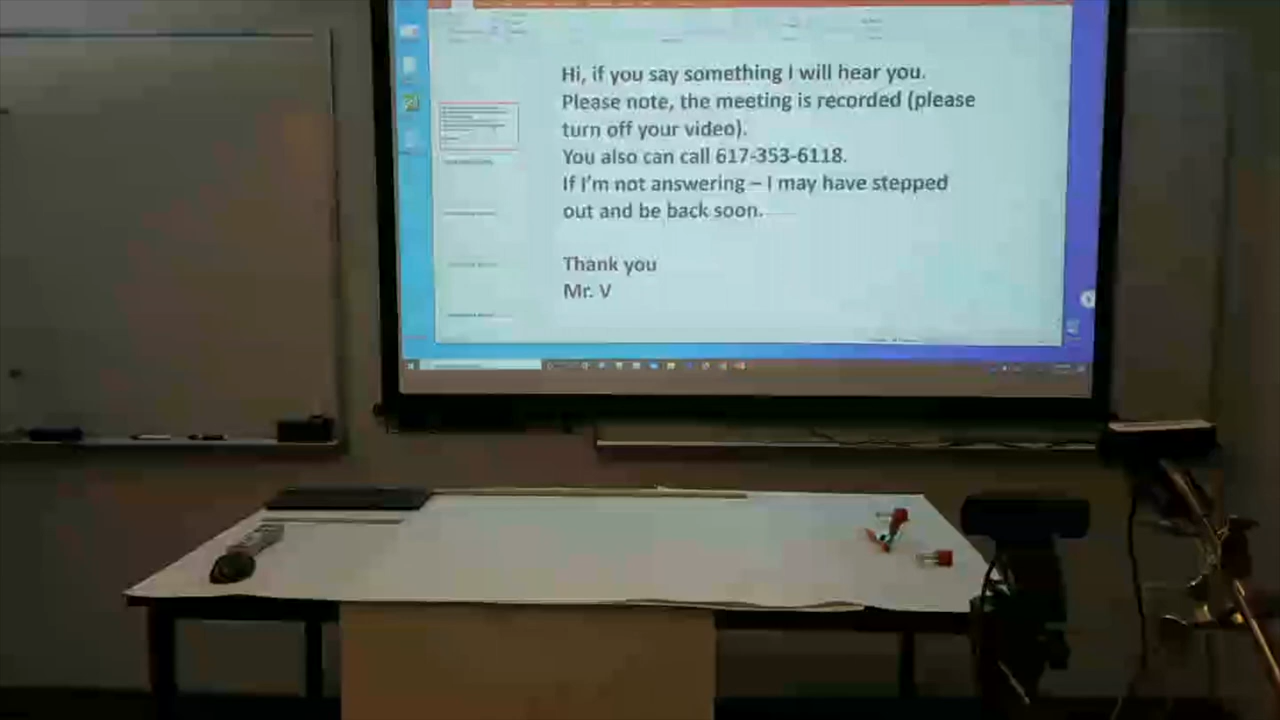 Hi, if you say something I will hear you.
Please note, the meeting is recorded (please
turn off your video).
You also can call 617-353-6118.
If I'm not answering – I may have stepped
out and be back soon.
Thank you
Mr. V